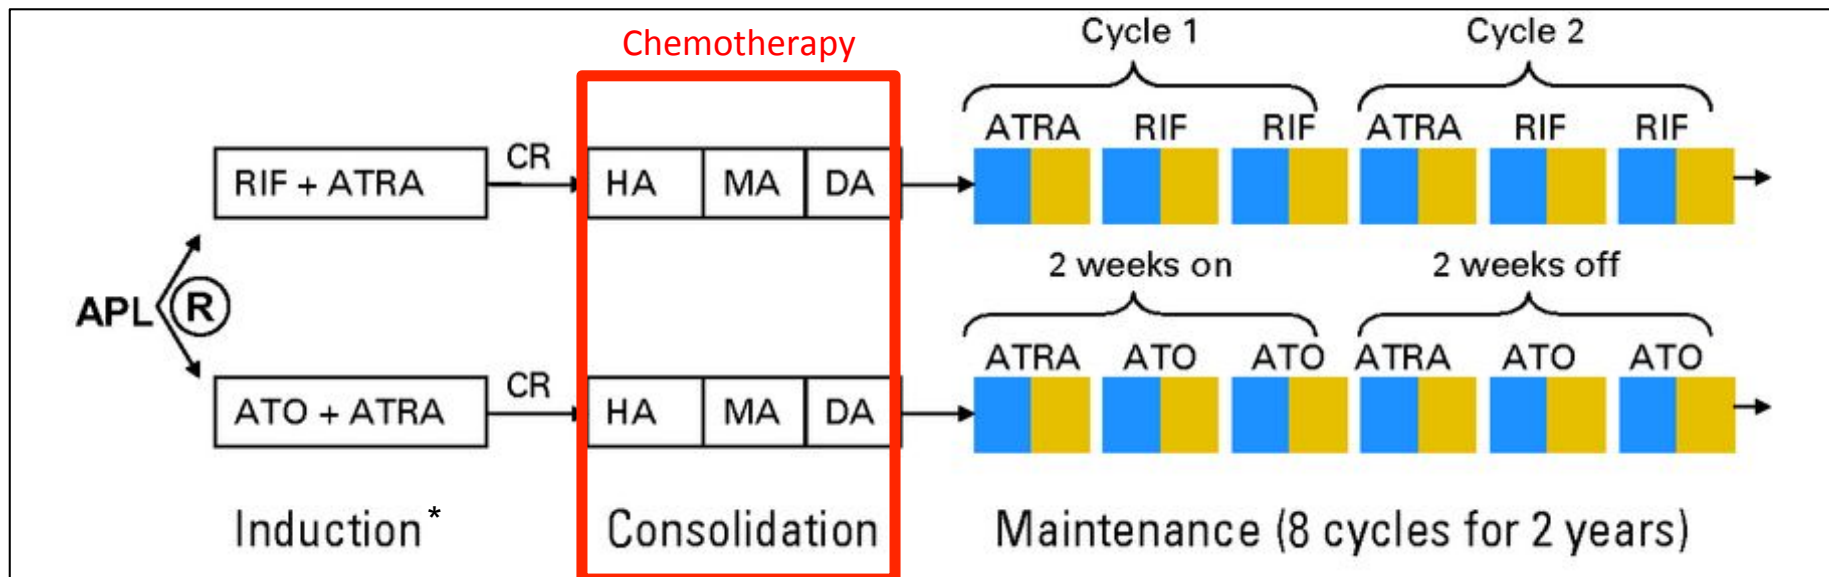 Chemotherapy
Cycle 1 Cycle 2
ATRA RIF RIF ATRA RIF RIF
RIF + ATRA CR HA MA DA
2 weeks on 2 weeks off
APL R
ATRA ATO ATO ATRA ATO ATO
ATO + ATRA CR HA MA DA
Induction* Consolidation Maintenance (8 cycles for 2 years)